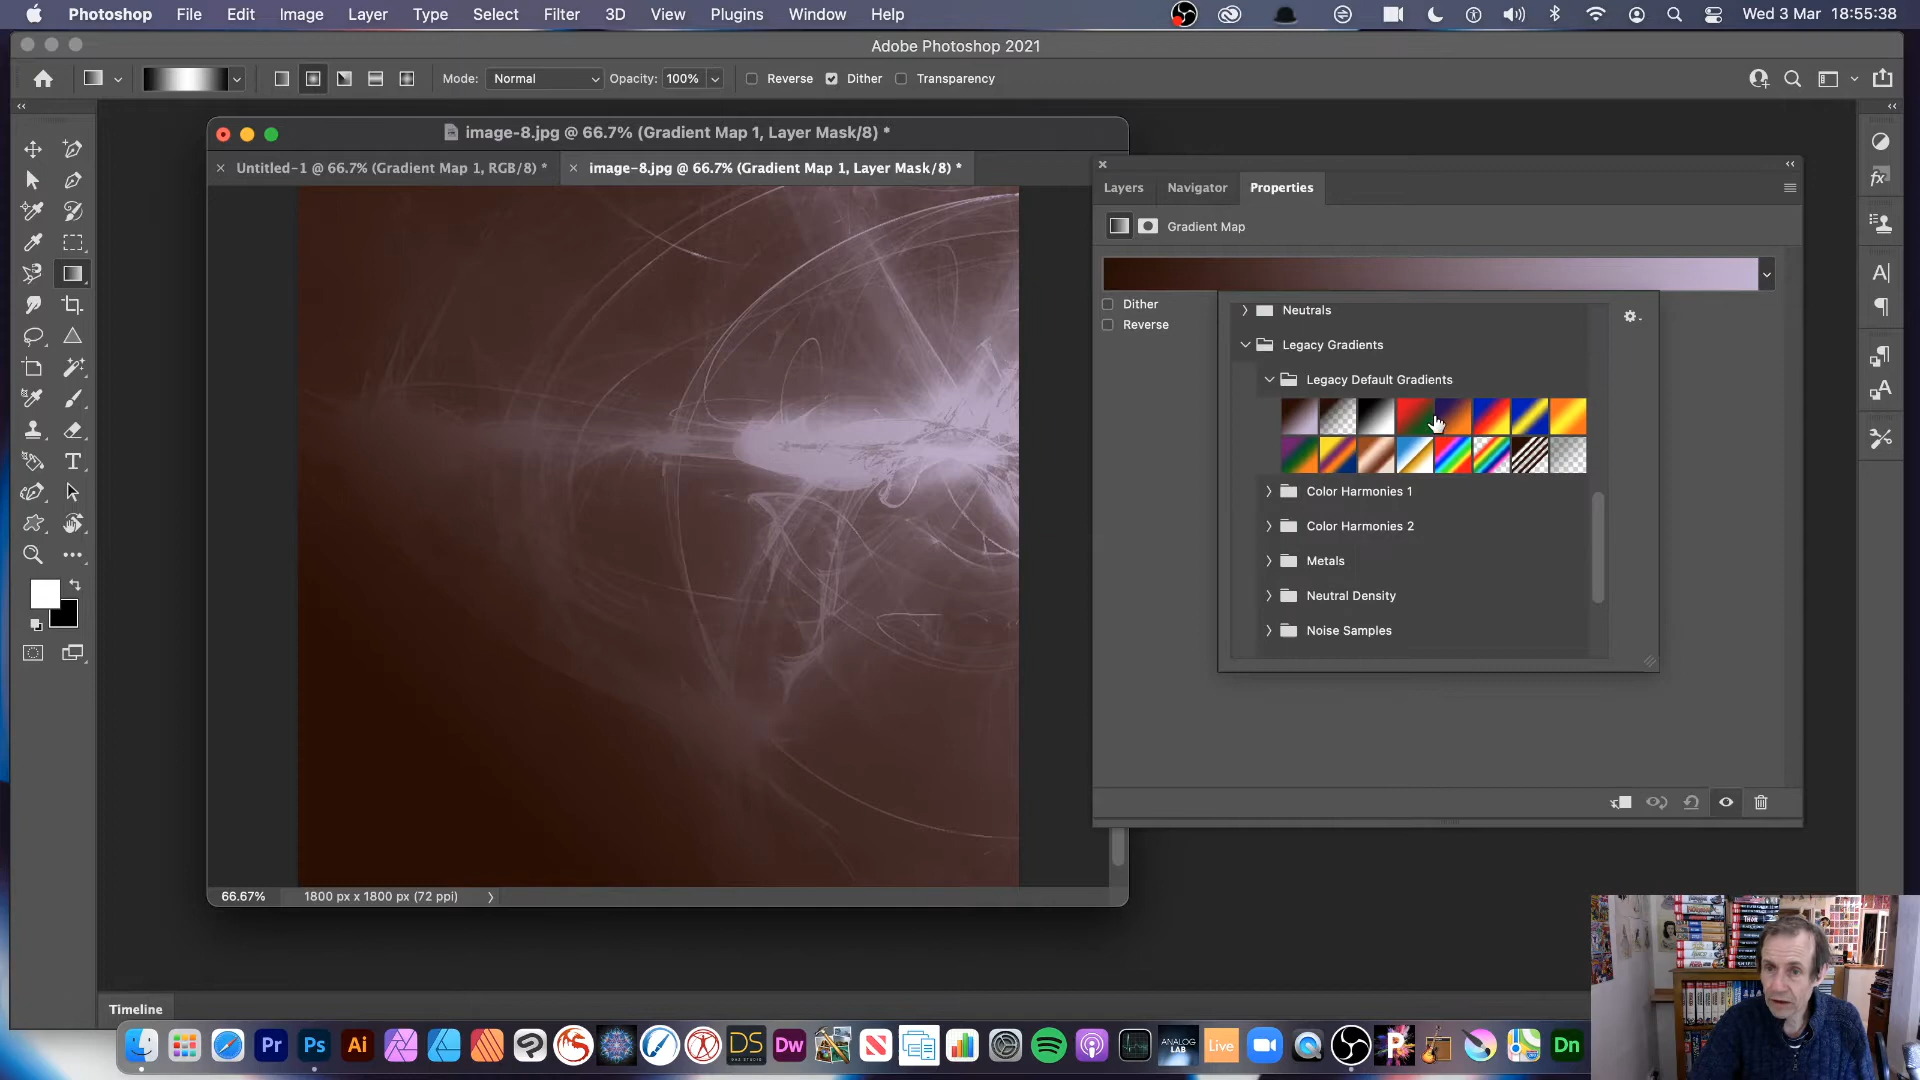 Photoshop File Edit Image Layer Type Select Filter 3D View Plugins Window Help Wed 3 Mar 18:55:38
Adobe Photoshop 2021
Mode: Normal Opacity: 100% Reverse Dither Transparency
image-8.jpg @ 66.7% (Gradient Map 1, Layer Mask/8) *
Untitled-1 @ 66.7% (Gradient Map 1, RGB/8) * image-8.jpg @ 66.7% (Gradient Map 1, Layer Mask/8) *
Layers Navigator Properties
Gradient Map
Dither
Reverse
Neutrals
Legacy Gradients
Legacy Default Gradients
Color Harmonies 1
Color Harmonies 2
Metals
Neutral Density
Noise Samples
66.67% 1800 px x 1800 px (72 ppi)
Timeline
Pr Ps Ai DS Dw ANALOG LAB Live P Dn